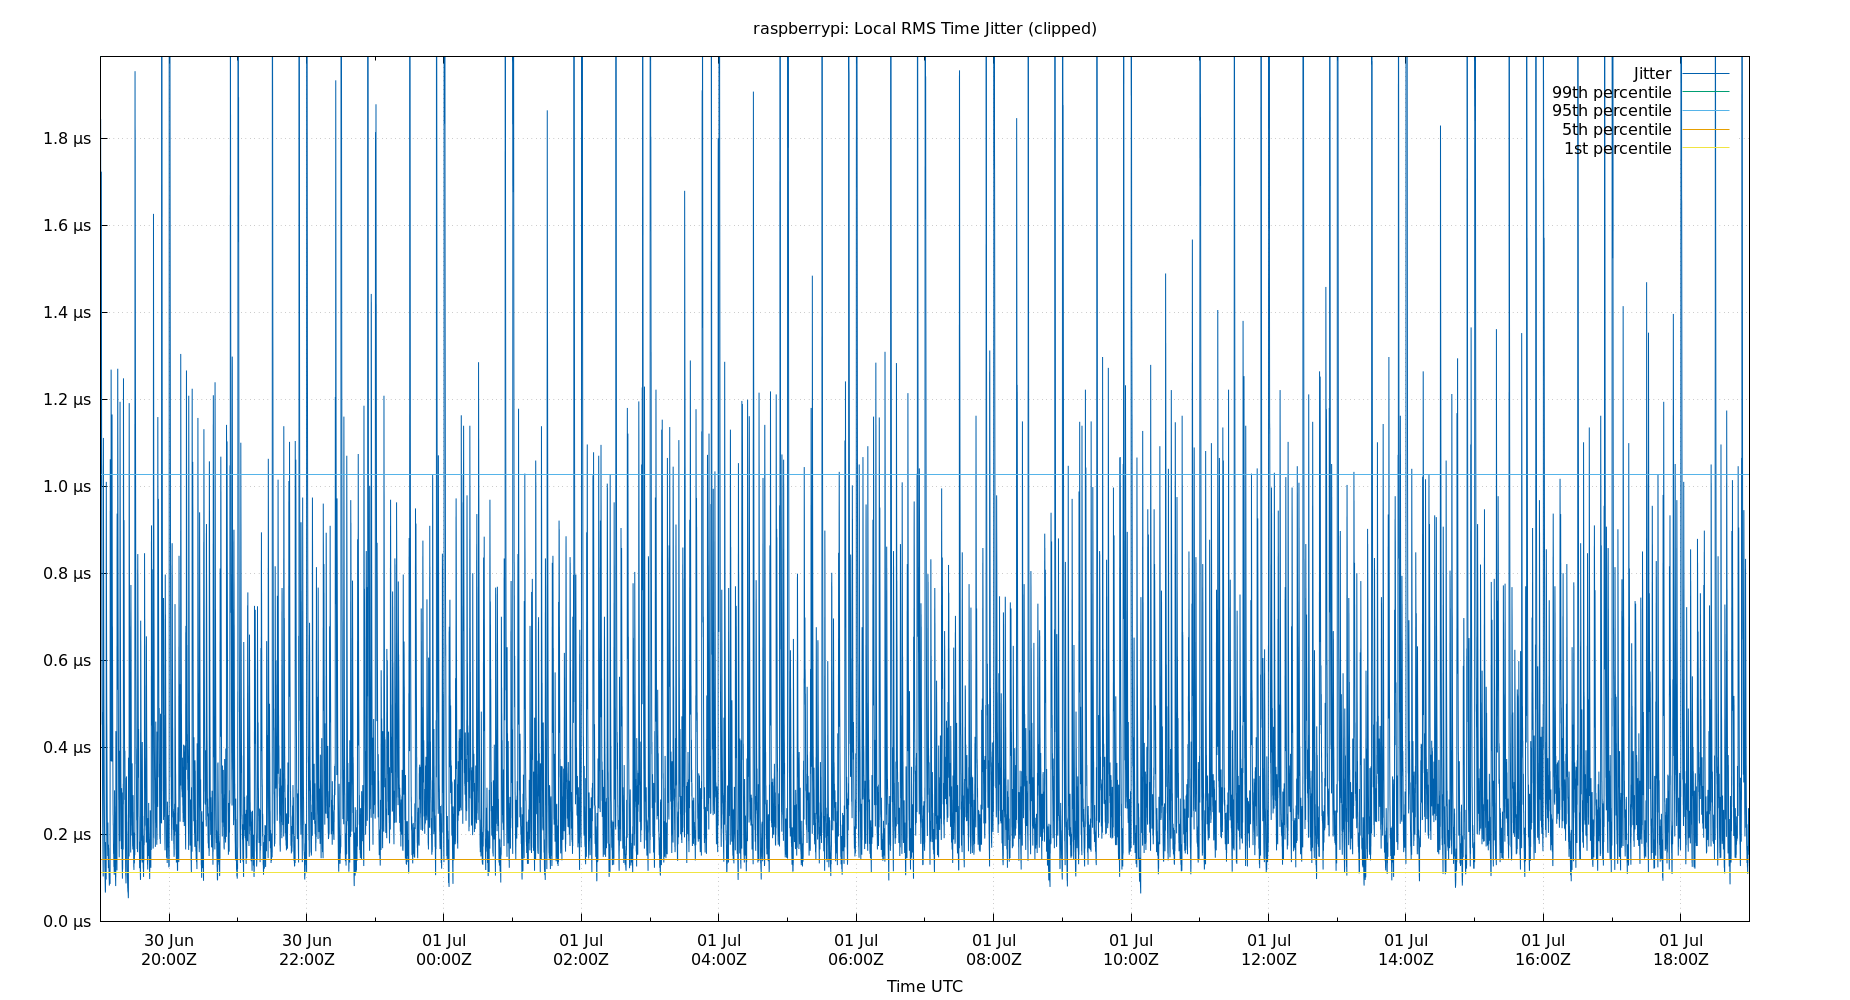 raspberrypi: Local RMS Time Jitter (clipped)
Jitter
99th percentile
95th percentile
5th percentile
1st percentile
1.8 µs
1.6 µs
1.4 µs
1.2 µs
1.0 µs
0.8 µs
0.6 µs
0.4 µs
0.2 µs
0.0 µs
30 Jun 30 Jun 01 Jul 01 Jul 01 Jul 01 Jul 01 Jul 01 Jul 01 Jul 01 Jul 01 Jul 01 Jul
20:00Z 22:00Z 00:00Z 02:00Z 04:00Z 06:00Z 08:00Z 10:00Z 12:00Z 14:00Z 16:00Z 18:00Z
Time UTC